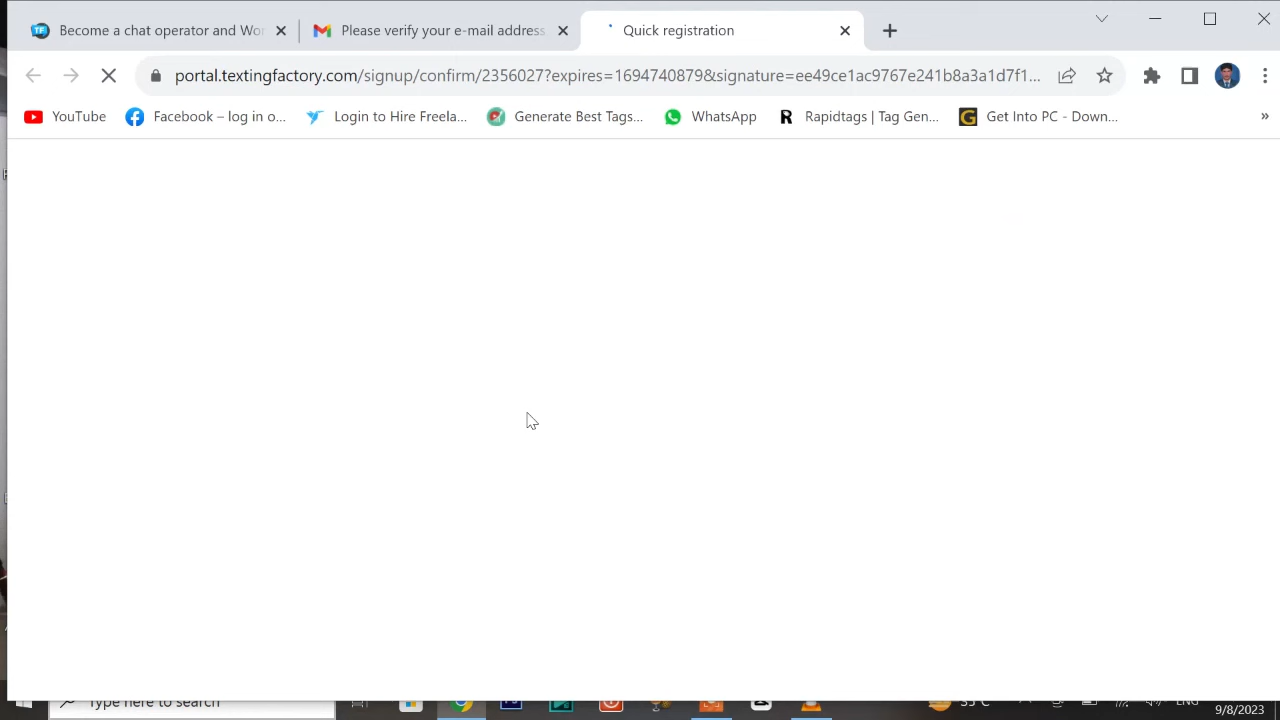 Become a chat operator and Wo
Please verify your e-mail address
Quick registration
portal.textingfactory.com/signup/confirm/2356027?expires=1694740879&signature=ee49ce1ac9767e241b8a3a1d7f1...
YouTube
Facebook – log in o...
Login to Hire Freela...
Generate Best Tags...
WhatsApp
R
Rapidtags | Tag Gen...
G
Get Into PC - Down...
»
Type here to search
35°C
ENG
9/8/2023